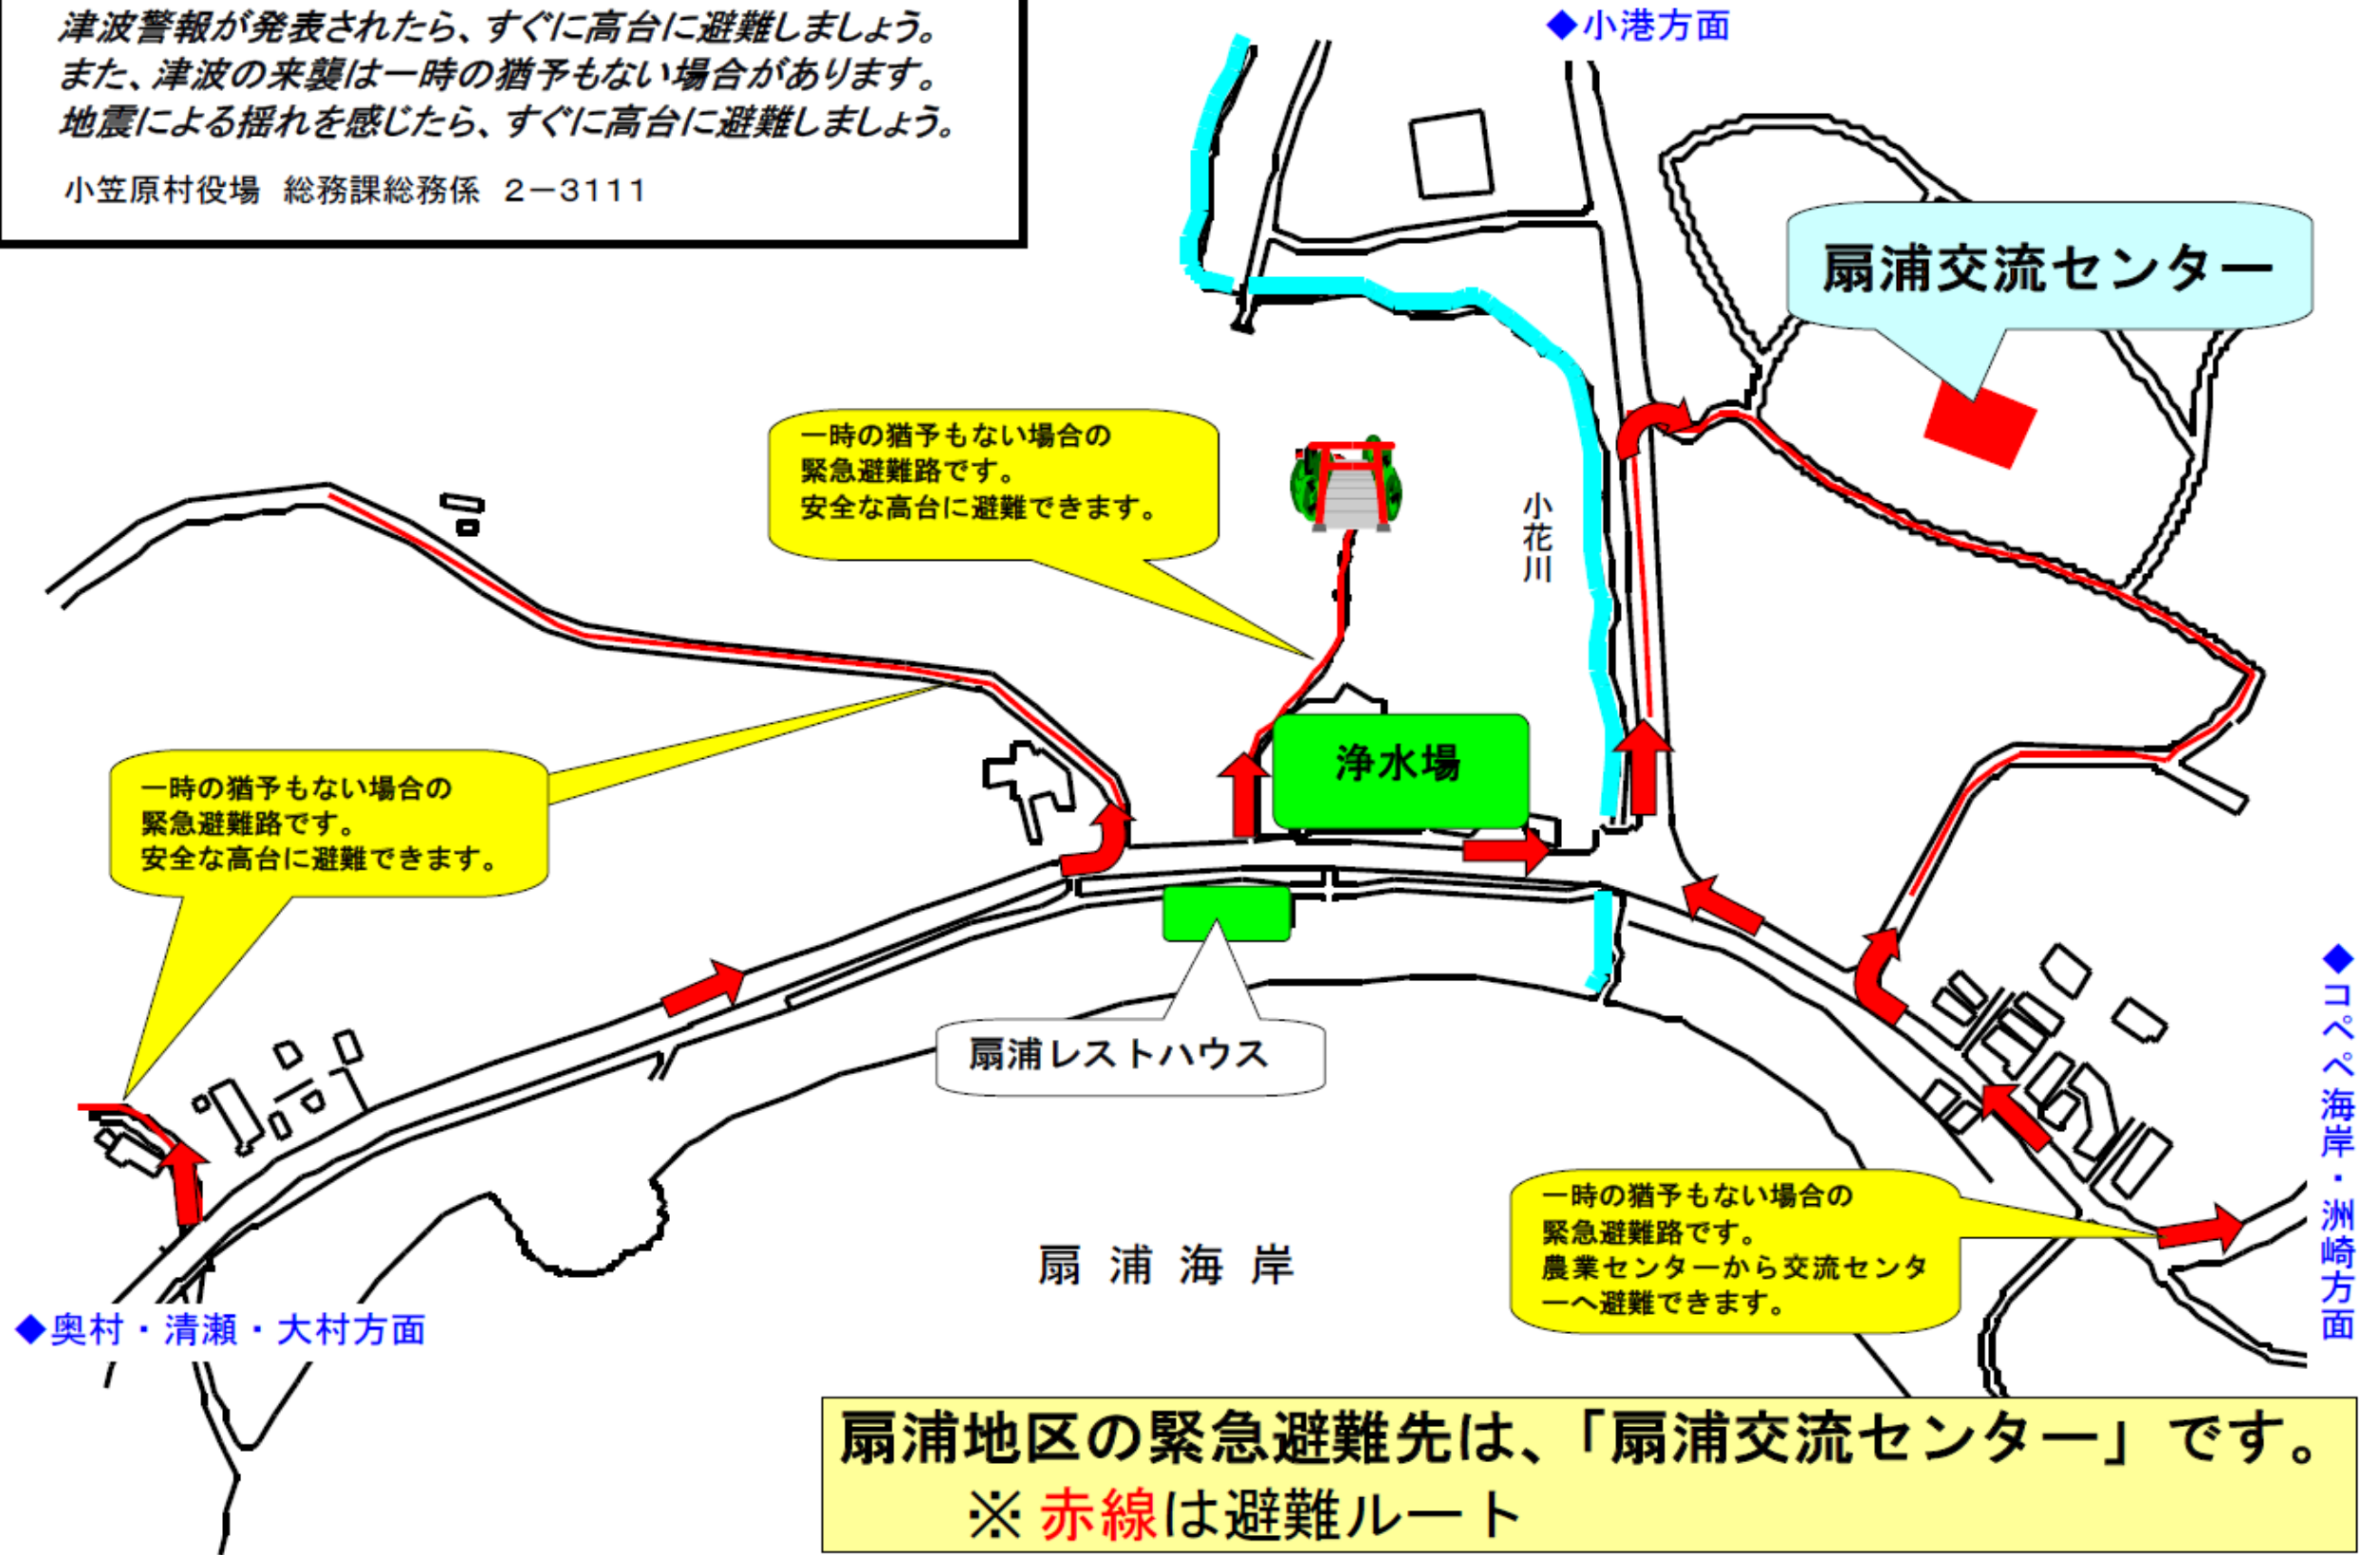 津波警報が発表されたら、すぐに高台に避難しましょう。
また、津波の来襲は一時の猶予もない場合があります。
地震による揺れを感じたら、すぐに高台に避難しましょう。
小笠原村役場　総務課総務係　２－３１１１
◆小港方面
扇浦交流センター
一時の猶予もない場合の
緊急避難路です。
安全な高台に避難できます。
小花川
浄水場
一時の猶予もない場合の
緊急避難路です。
安全な高台に避難できます。
扇浦レストハウス
◆コペペ海岸・洲崎方面
一時の猶予もない場合の
緊急避難路です。
農業センターから交流センタ
ーへ避難できます。
扇浦海岸
◆奥村・清瀬・大村方面
扇浦地区の緊急避難先は、「扇浦交流センター」です。
※赤線は避難ルート